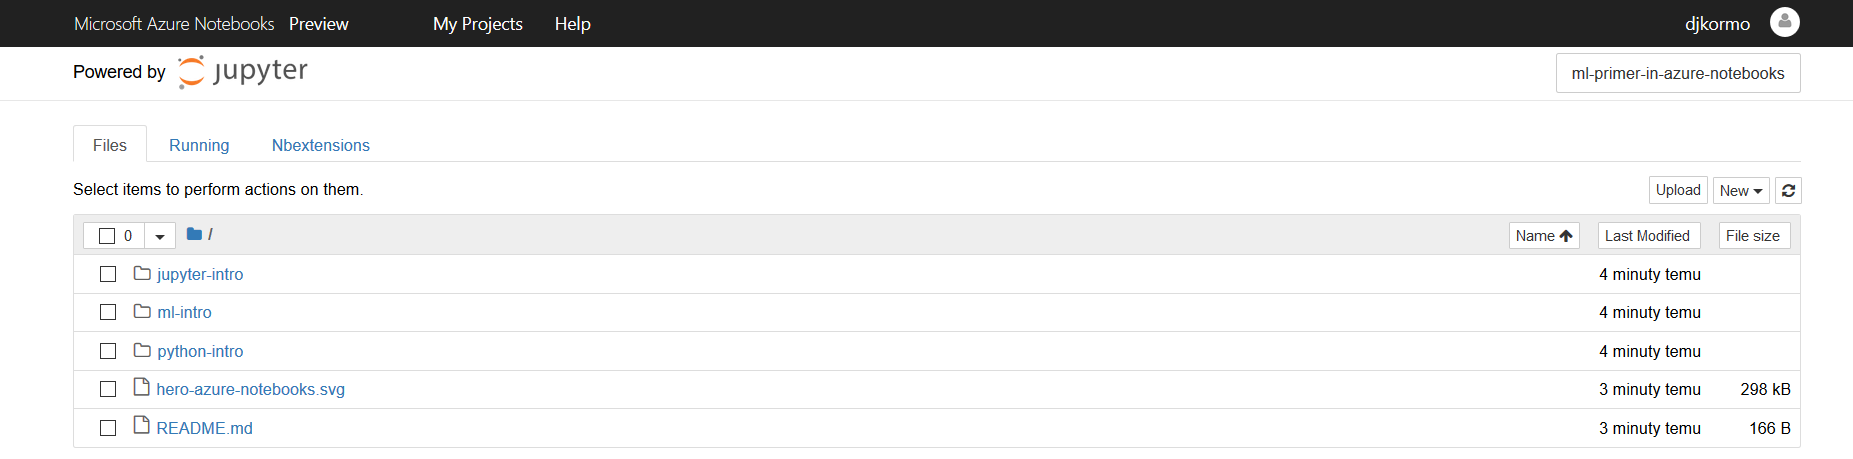 Microsoft Azure Notebooks Preview My Projects Help djkormo
Powered by jupyter ml-primer-in-azure-notebooks
Files Running Nbextensions
Select items to perform actions on them. Upload New
0 / Name Last Modified File size
jupyter-intro 4 minuty temu
ml-intro 4 minuty temu
python-intro 4 minuty temu
hero-azure-notebooks.svg 3 minuty temu 298 kB
README.md 3 minuty temu 166 B